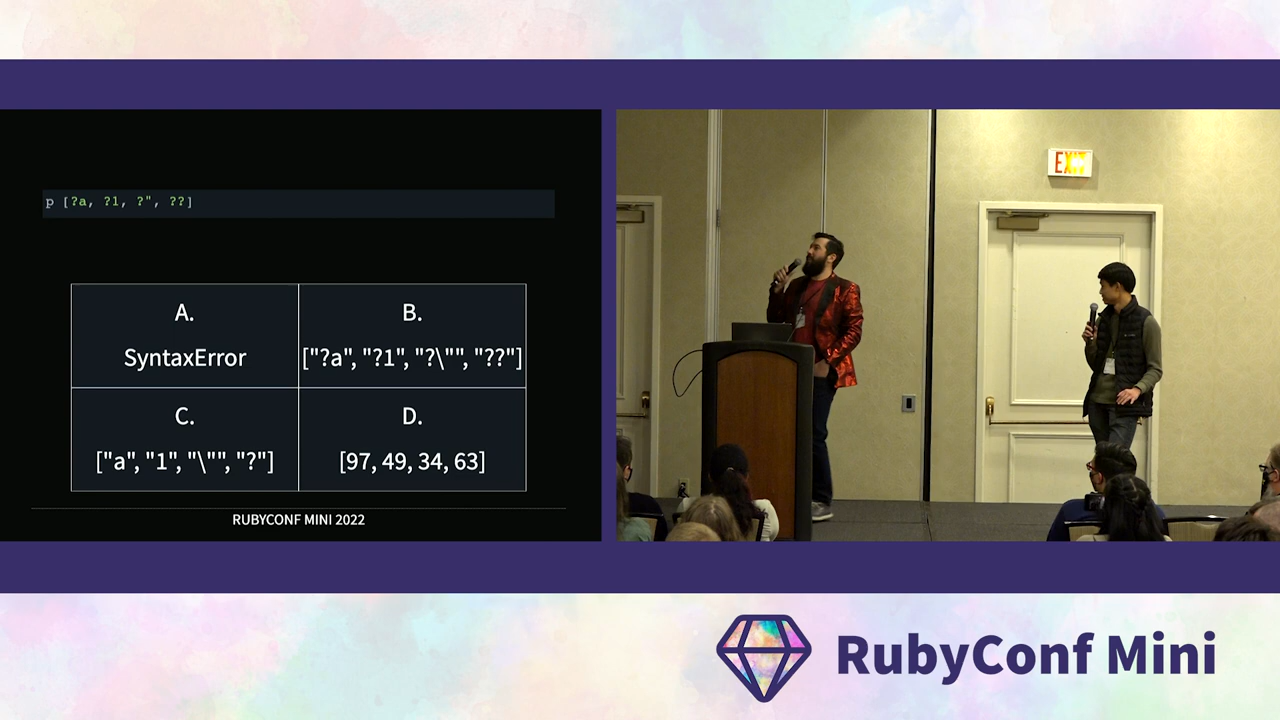 p [?a, ?1, ?", ??]
A.
SyntaxError
B.
["?a", "?1", "?\"", "??"]
C.
["a", "1", "\"", "?"]
D.
[97, 49, 34, 63]
RUBYCONF MINI 2022
EXIT
RubyConf Mini